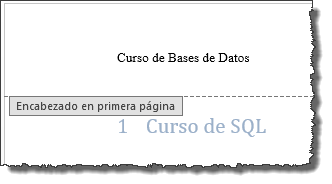 Curso de Bases de Datos
Encabezado en primera página
1 Curso de SQL